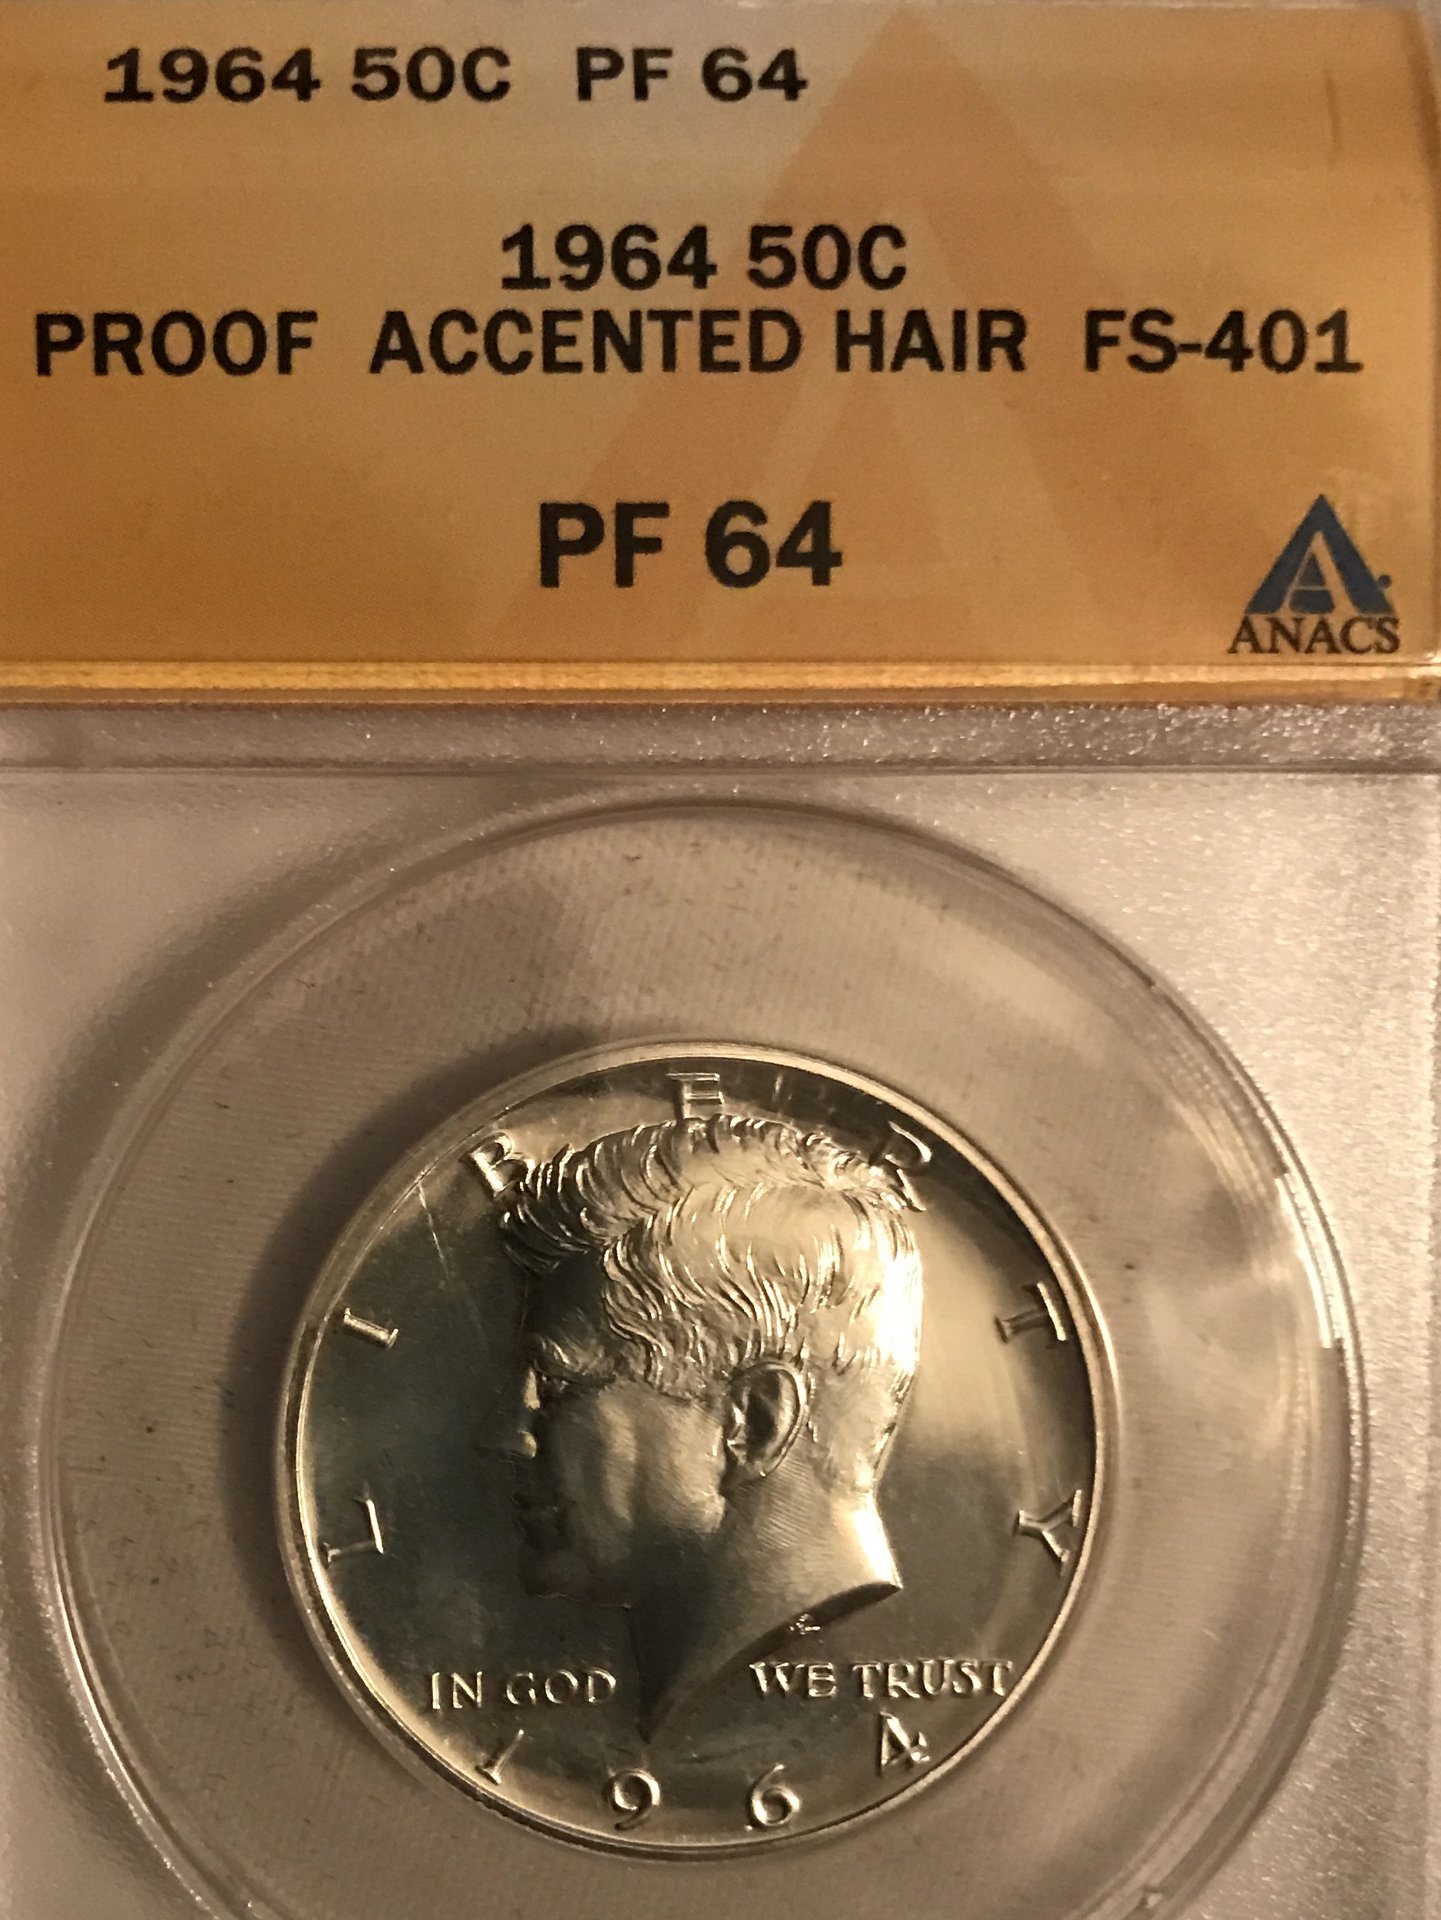 1964 50C PF 64
1964 50C
PROOF ACCENTED HAIR FS-401
PF 64
ANACS
LIBERTY
IN GOD WE TRUST
1964